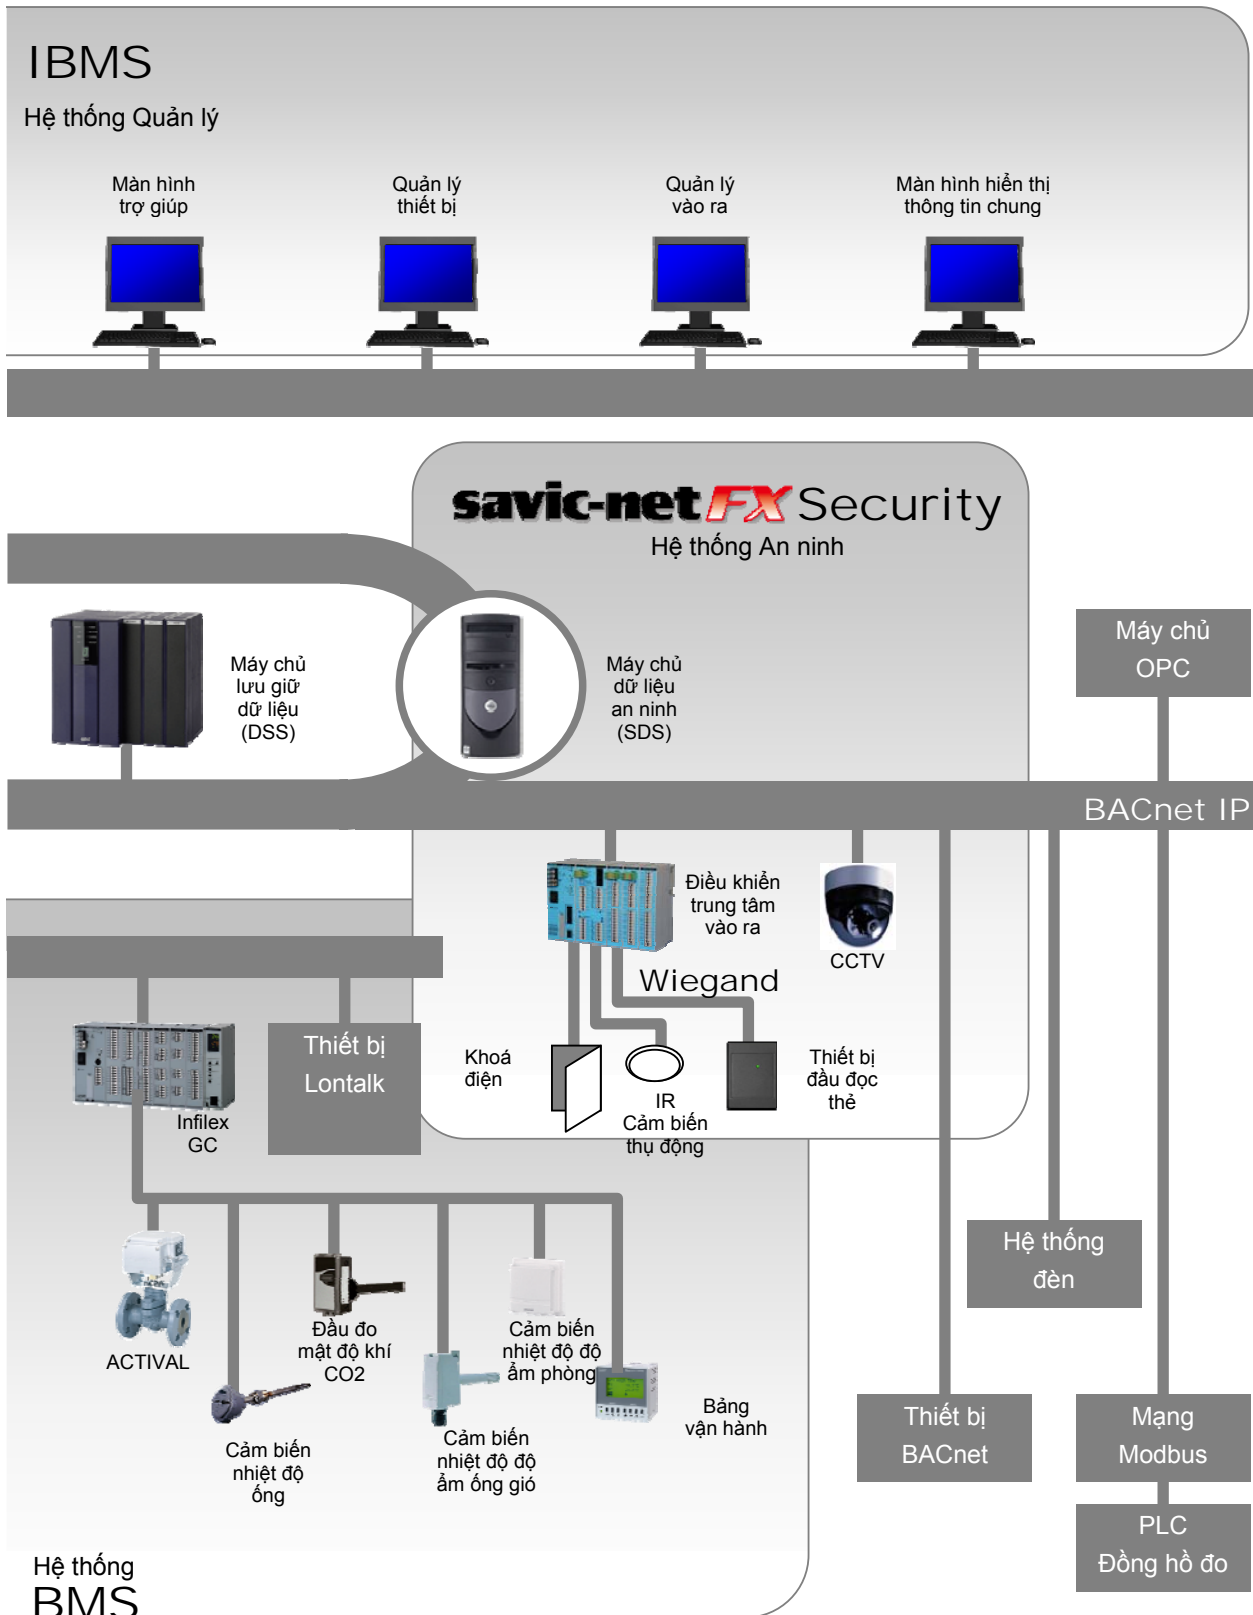 IBMS
Hệ thống Quản lý
Màn hình
trợ giúp
Quản lý
thiết bị
Quản lý
vào ra
Màn hình hiển thị
thông tin chung
savic-net FX Security
Hệ thống An ninh
Máy chủ
lưu giữ
dữ liệu
(DSS)
Máy chủ
dữ liệu
an ninh
(SDS)
Máy chủ
OPC
BACnet IP
Điều khiển
trung tâm
vào ra
CCTV
Wiegand
Khoá
điện
IR
Cảm biến
thụ động
Thiết bị
đầu đọc
thẻ
Infilex
GC
Thiết bị
Lontalk
ACTIVAL
Cảm biến
nhiệt độ
ống
Đầu đo
mật độ khí
CO2
Cảm biến
nhiệt độ độ
ẩm ống gió
Cảm biến
nhiệt độ độ
ẩm phòng
Bảng
vận hành
Hệ thống
đèn
Thiết bị
BACnet
Mạng
Modbus
PLC
Đồng hồ đo
Hệ thống
BMS